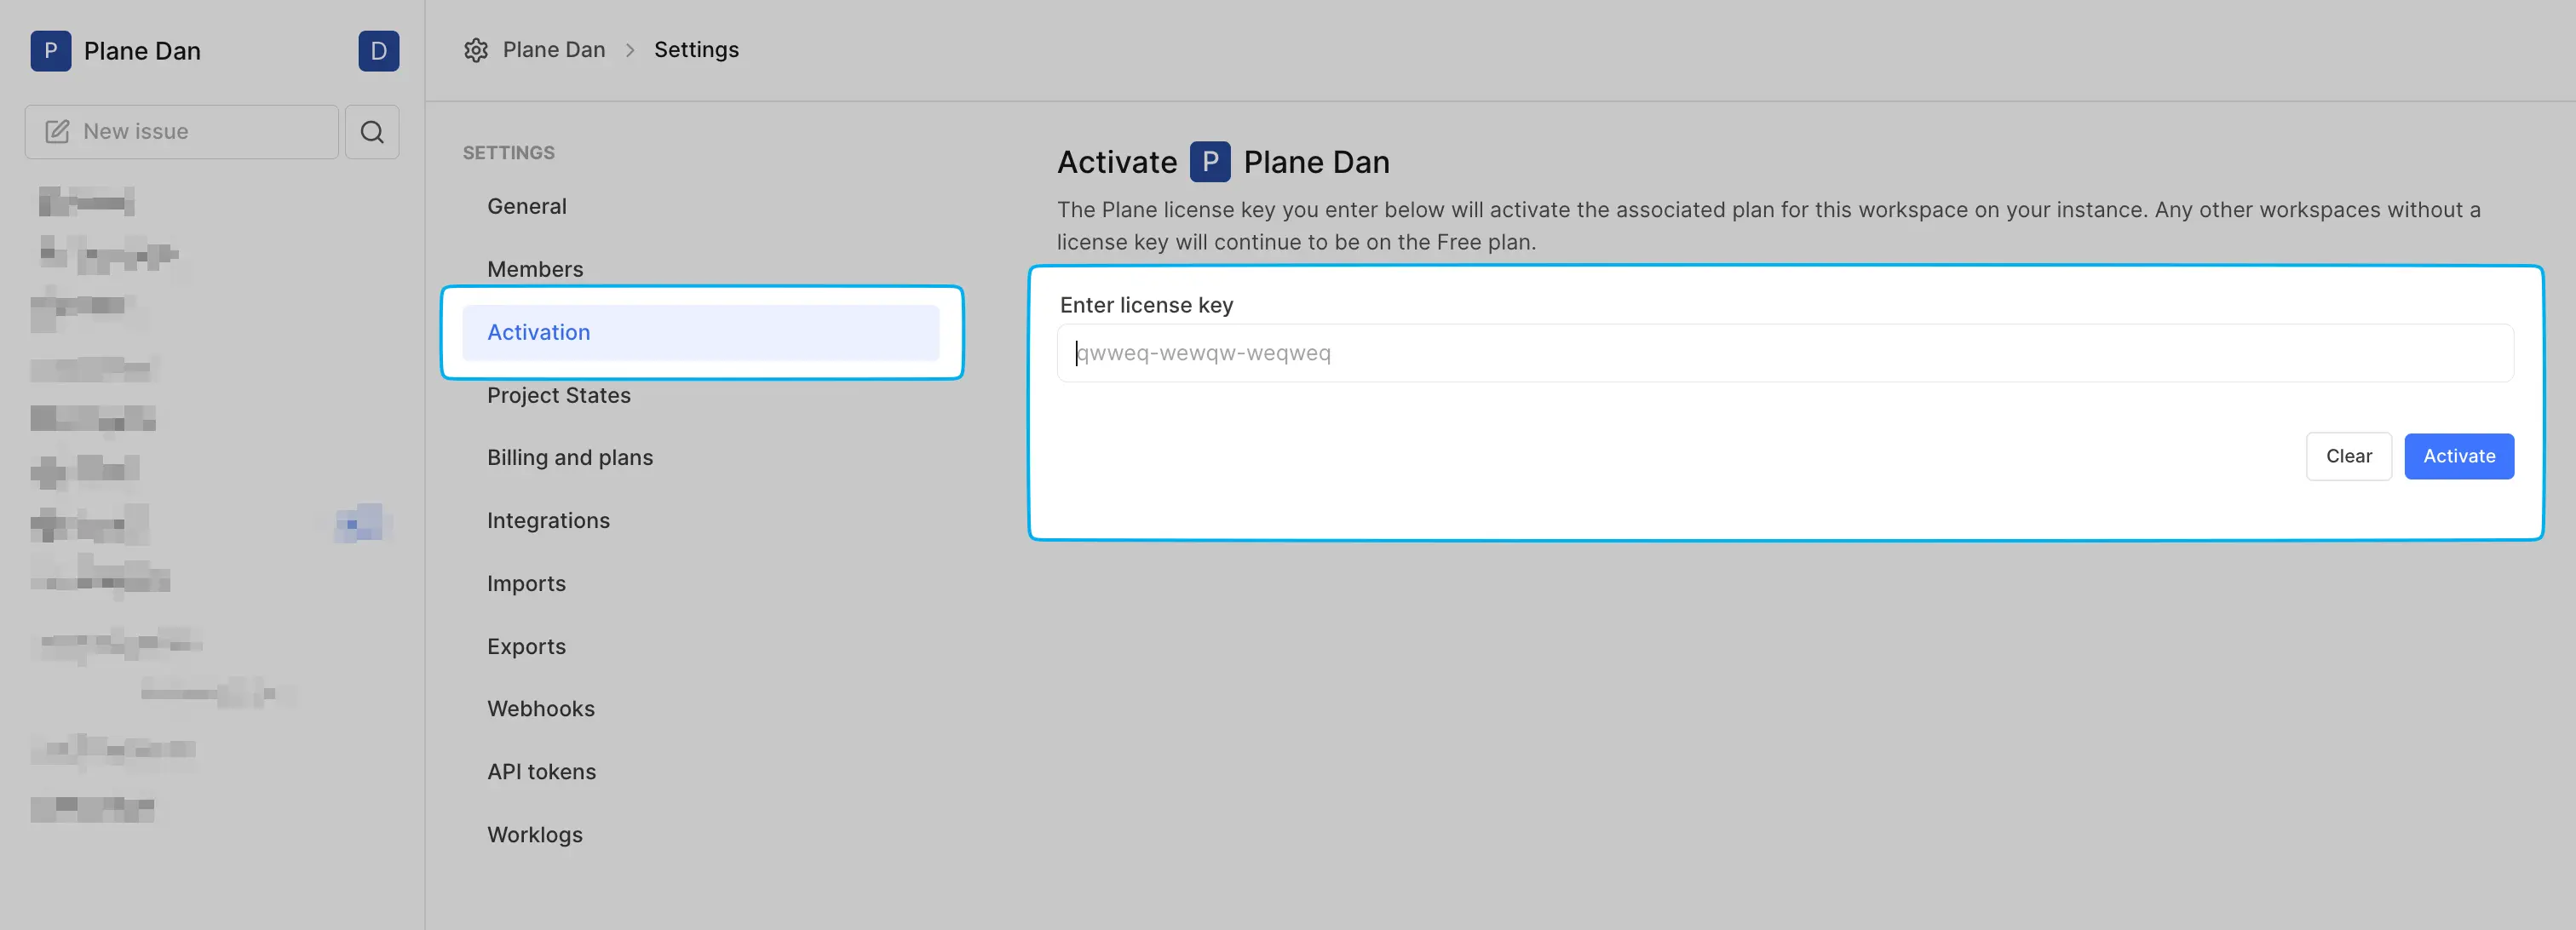 P Plane Dan D
New issue
Plane Dan > Settings
SETTINGS
General
Members
Activation
Project States
Billing and plans
Integrations
Imports
Exports
Webhooks
API tokens
Worklogs
Activate P Plane Dan
The Plane license key you enter below will activate the associated plan for this workspace on your instance. Any other workspaces without a
license key will continue to be on the Free plan.
Enter license key
qwweq-wewqw-weqweq
Clear Activate